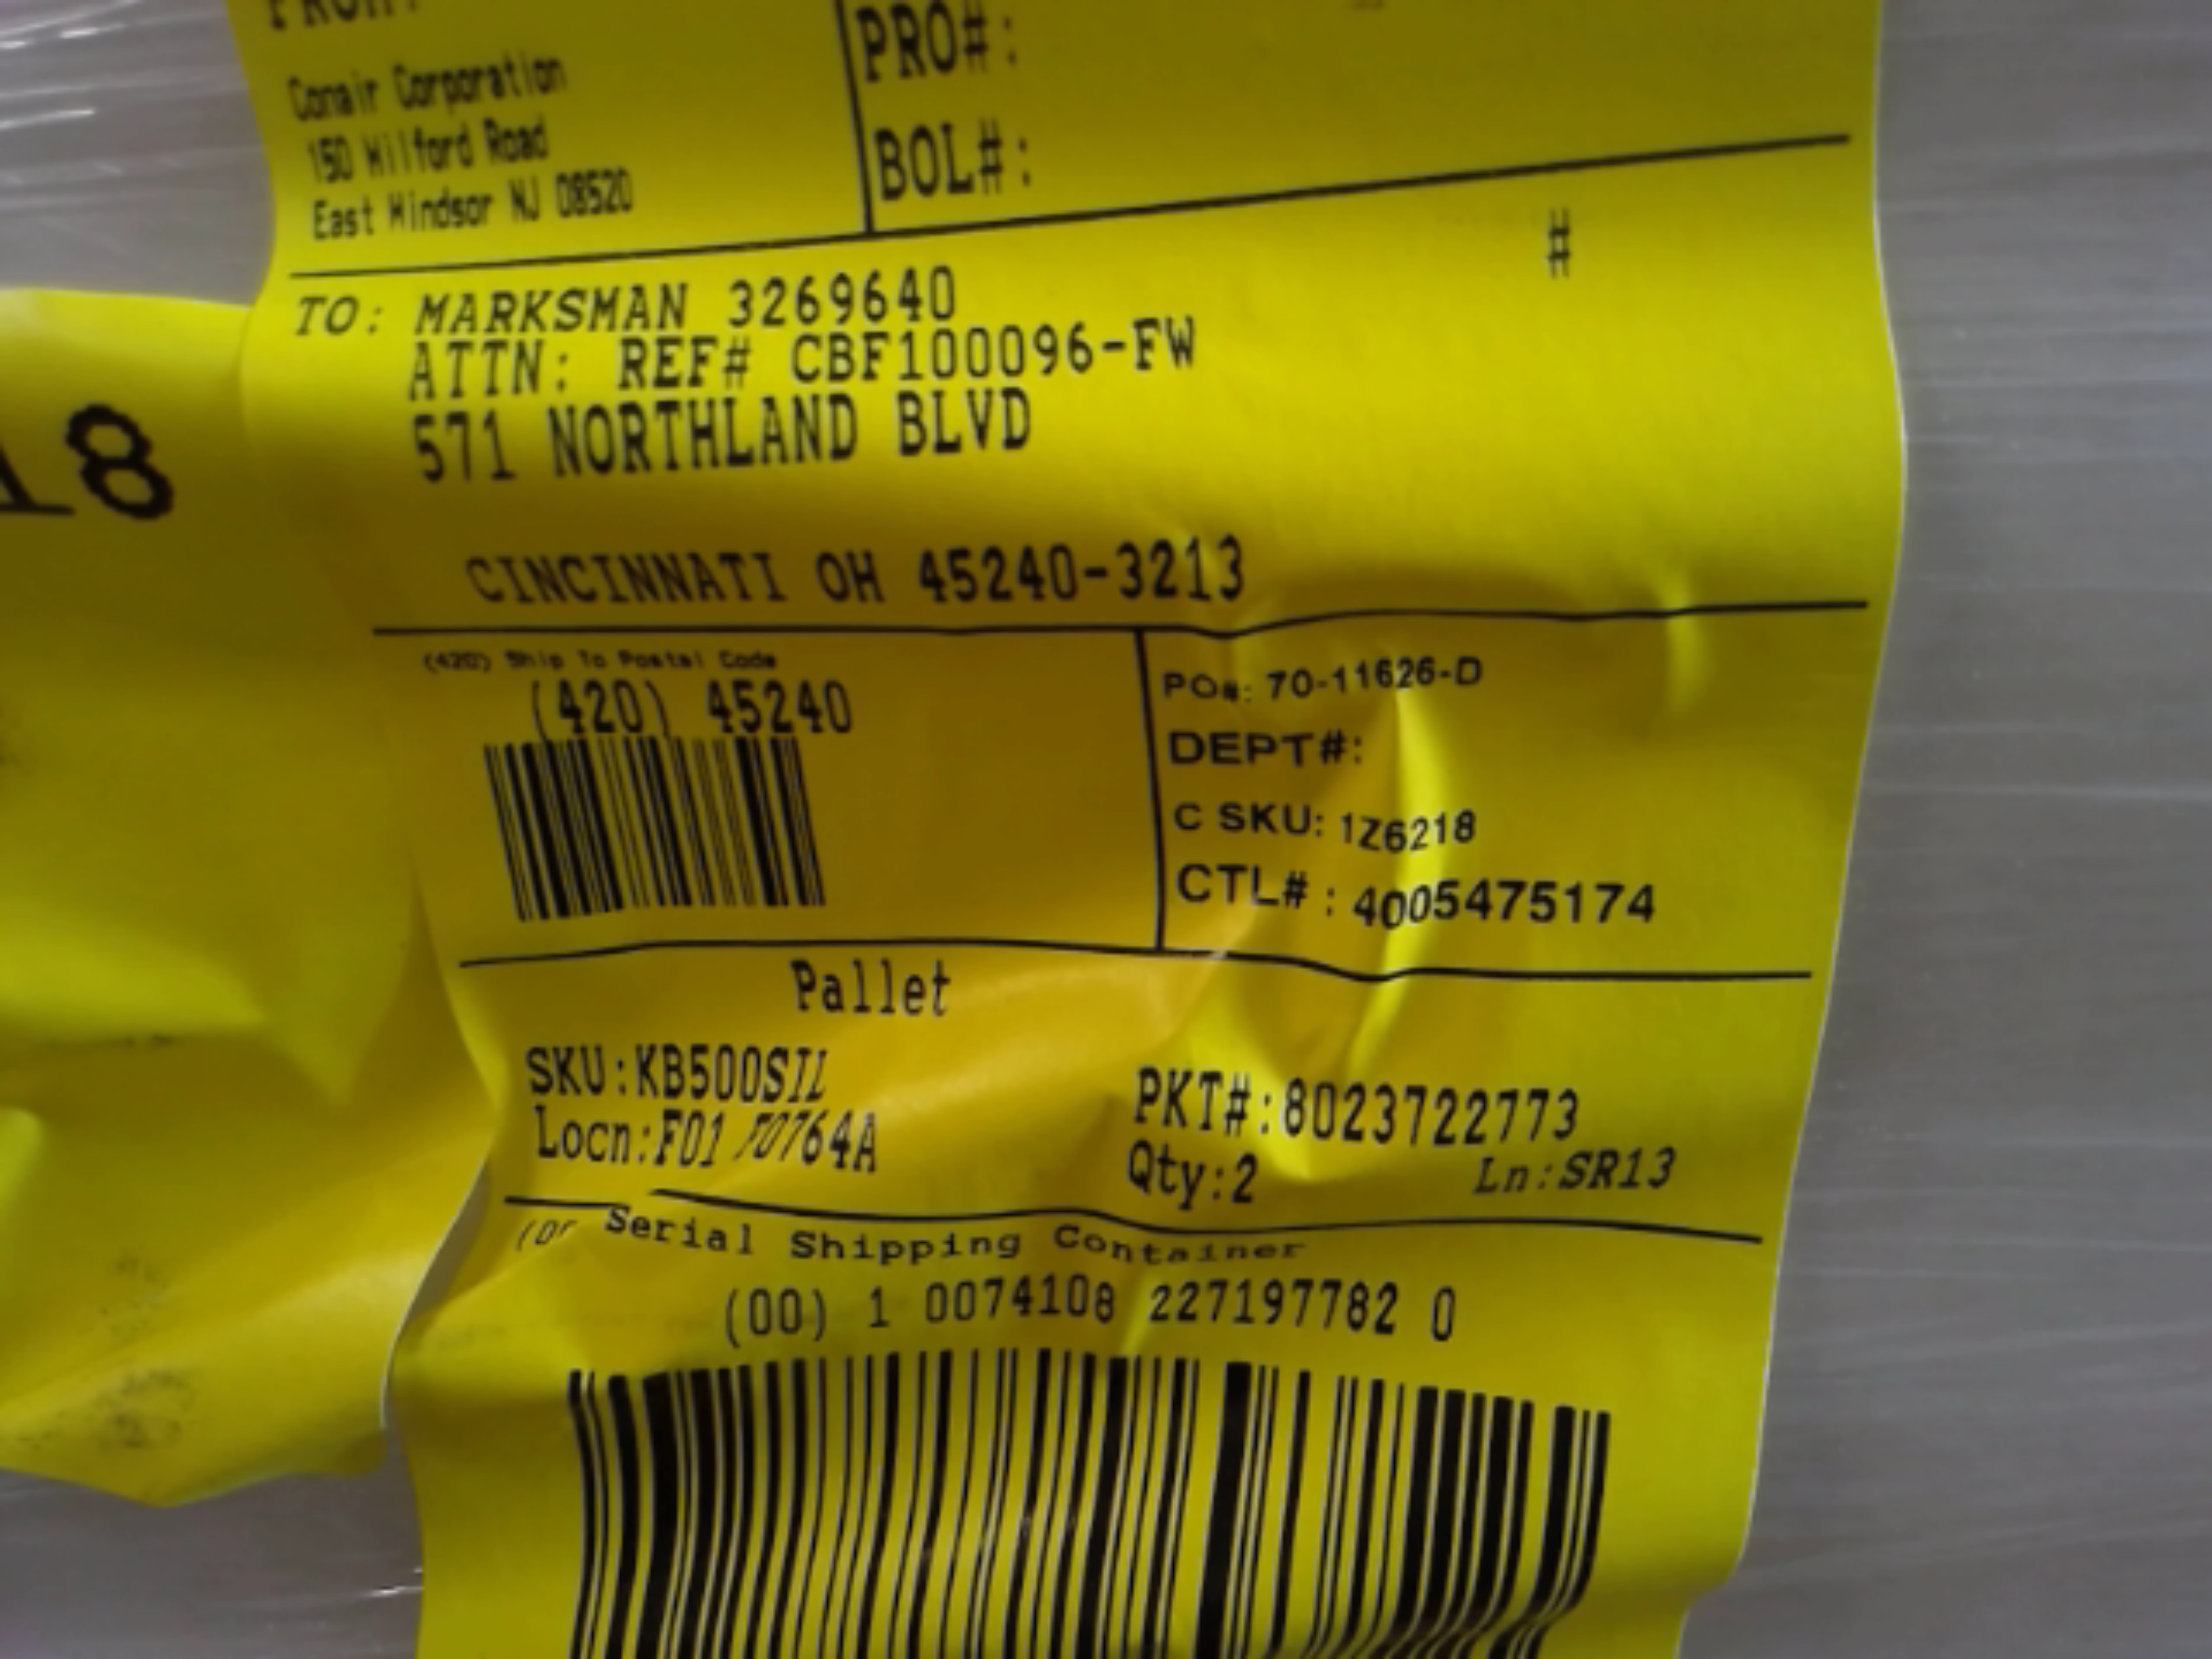 FROM:
Conair Corporation
150 Milford Road
East Windsor NJ 08520
PRO#:
BOL#:
#
TO: MARKSMAN 3269640
ATTN: REF# CBF100096-FW
571 NORTHLAND BLVD
CINCINNATI OH 45240-3213
18
(420) Ship To Postal Code
(420) 45240
PO#: 70-11626-D
DEPT#:
C SKU: 1Z6218
CTL# : 4005475174
Pallet
SKU:KB500SIL
Locn:F01
PKT#:8023722773
Qty:2 Ln:SR13
Serial Shipping Container
(00) 1 0074108 227197782 0